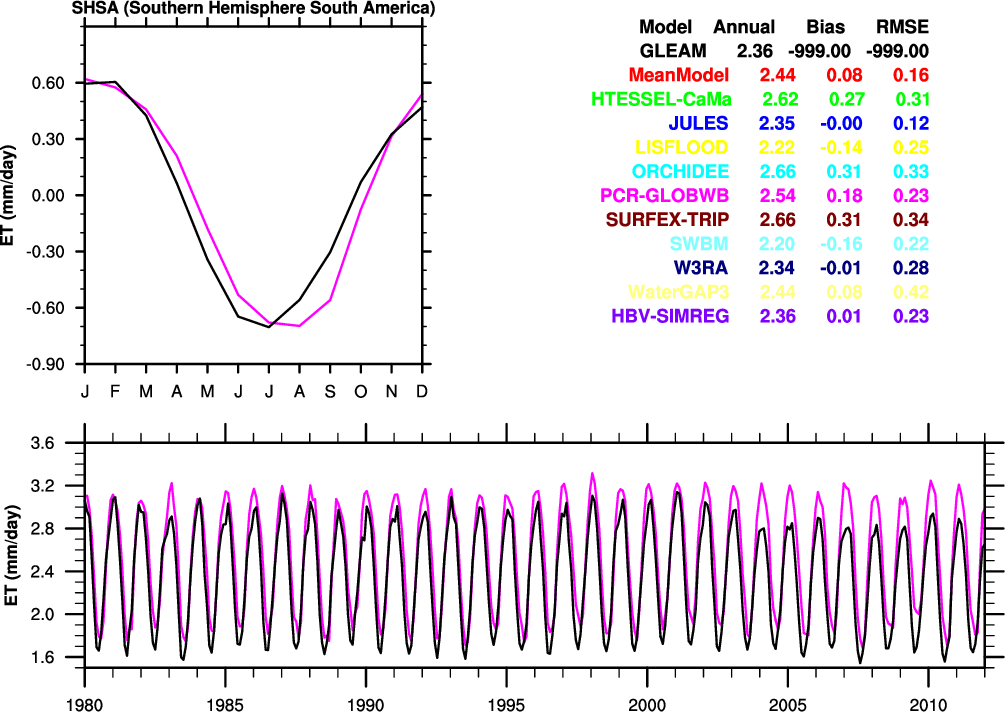 SHSA (Southern Hemisphere South America)
Model Annual Bias RMSE
GLEAM 2.36 -999.00 -999.00
MeanModel 2.44 0.08 0.16
HTESSEL-CaMa 2.62 0.27 0.31
JULES 2.35 -0.00 0.12
LISFLOOD 2.22 -0.14 0.25
ORCHIDEE 2.66 0.31 0.33
PCR-GLOBWB 2.54 0.18 0.23
SURFEX-TRIP 2.66 0.31 0.34
SWBM 2.20 -0.16 0.22
W3RA 2.34 -0.01 0.28
WaterGAP3 2.44 0.08 0.42
HBV-SIMREG 2.36 0.01 0.23
ET (mm/day)
0.60
0.30
0.00
-0.30
-0.60
-0.90
J F M A M J J A S O N D
ET (mm/day)
3.6
3.2
2.8
2.4
2.0
1.6
1980 1985 1990 1995 2000 2005 2010